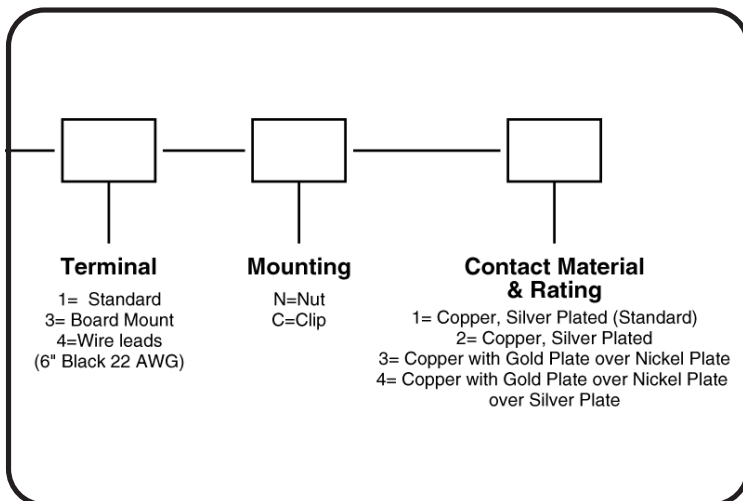 Terminal
1= Standard
3= Board Mount
4=Wire leads
(6" Black 22 AWG)
Mounting
N=Nut
C=Clip
Contact Material
& Rating
1= Copper, Silver Plated (Standard)
2= Copper, Silver Plated
3= Copper with Gold Plate over Nickel Plate
4= Copper with Gold Plate over Nickel Plate
over Silver Plate